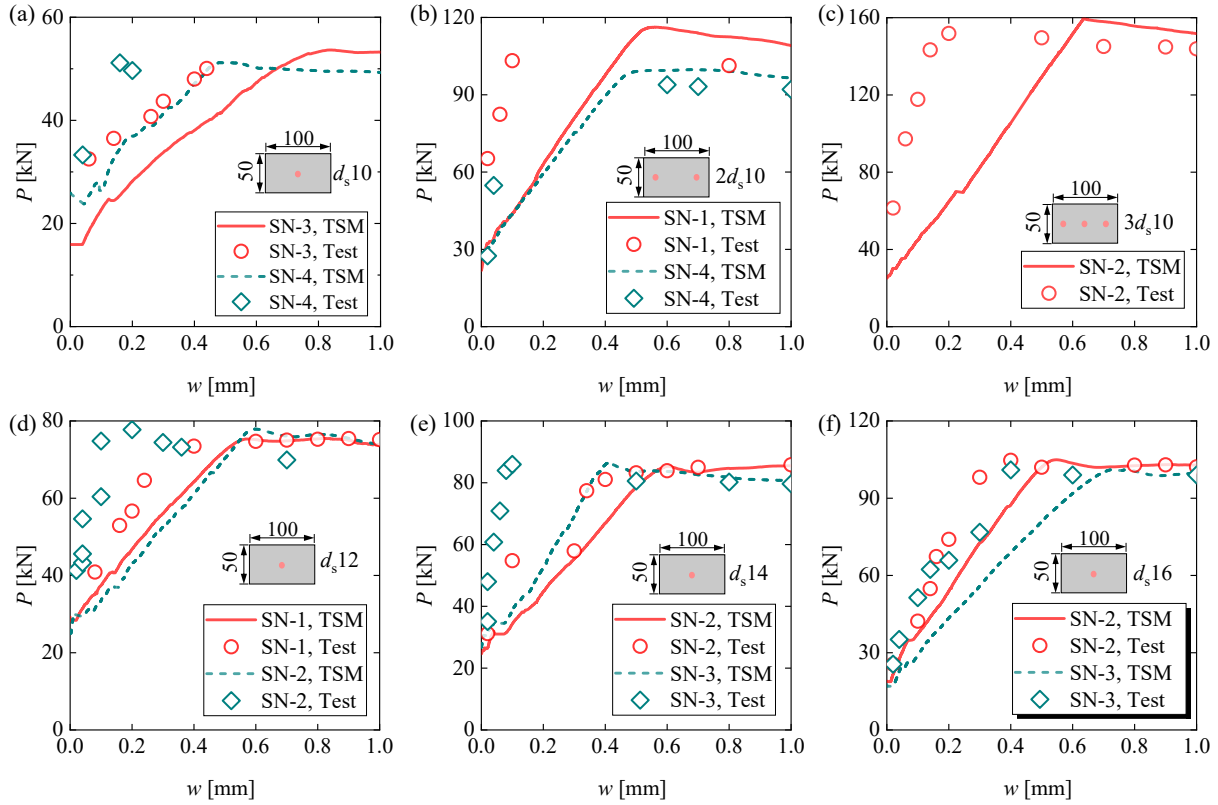 (a)
60
50
40
30
20
10
0
P [kN]
0.0 0.2 0.4 0.6 0.8 1.0
w [mm]
100
50
ds10
SN-3, TSM
SN-3, Test
SN-4, TSM
SN-4, Test
(b)
120
90
60
30
0
P [kN]
0.0 0.2 0.4 0.6 0.8 1.0
w [mm]
100
50
2ds10
SN-1, TSM
SN-1, Test
SN-4, TSM
SN-4, Test
(c)
160
120
80
40
0
P [kN]
0.0 0.2 0.4 0.6 0.8 1.0
w [mm]
100
50
3ds10
SN-2, TSM
SN-2, Test
(d)
80
60
40
20
0
P [kN]
0.0 0.2 0.4 0.6 0.8 1.0
w [mm]
100
50
ds12
SN-1, TSM
SN-1, Test
SN-2, TSM
SN-2, Test
(e)
100
80
60
40
20
0
P [kN]
0.0 0.2 0.4 0.6 0.8 1.0
w [mm]
100
50
ds14
SN-2, TSM
SN-2, Test
SN-3, TSM
SN-3, Test
(f)
120
90
60
30
0
P [kN]
0.0 0.2 0.4 0.6 0.8 1.0
w [mm]
100
50
ds16
SN-2, TSM
SN-2, Test
SN-3, TSM
SN-3, Test